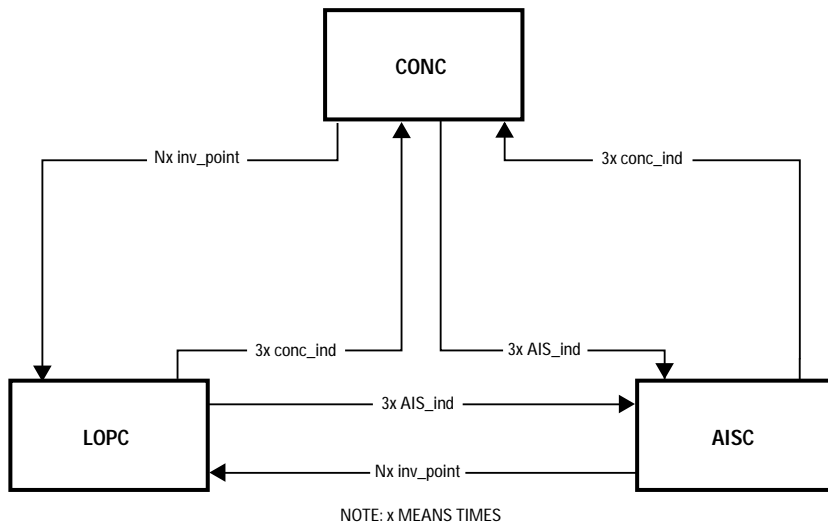 CONC
Nx inv_point
3x conc_ind
3x conc_ind
3x AIS_ind
3x AIS_ind
LOPC
AISC
Nx inv_point
NOTE: x MEANS TIMES